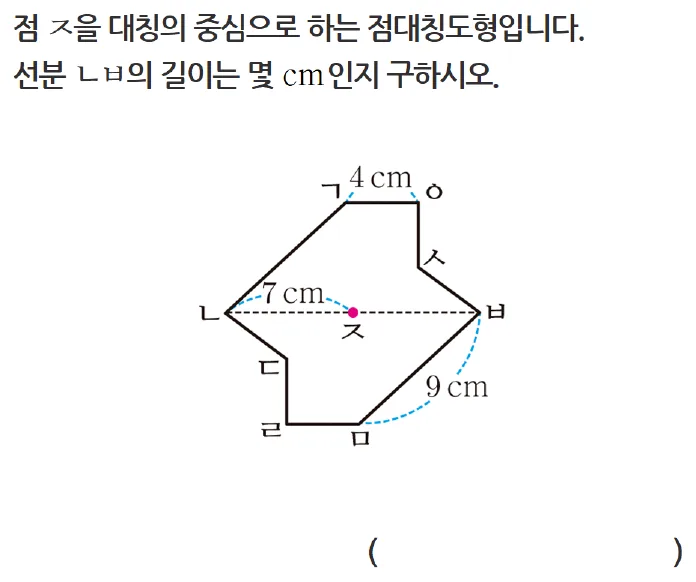 점 ㅈ을 대칭의 중심으로 하는 점대칭도형입니다.
선분 ㄴㅂ의 길이는 몇 cm인지 구하시오.
4 cm
ㄱ
ㅇ
ㅅ
7 cm
ㄴ
ㅂ
ㅈ
ㄷ
9 cm
ㄹ
ㅁ
( )